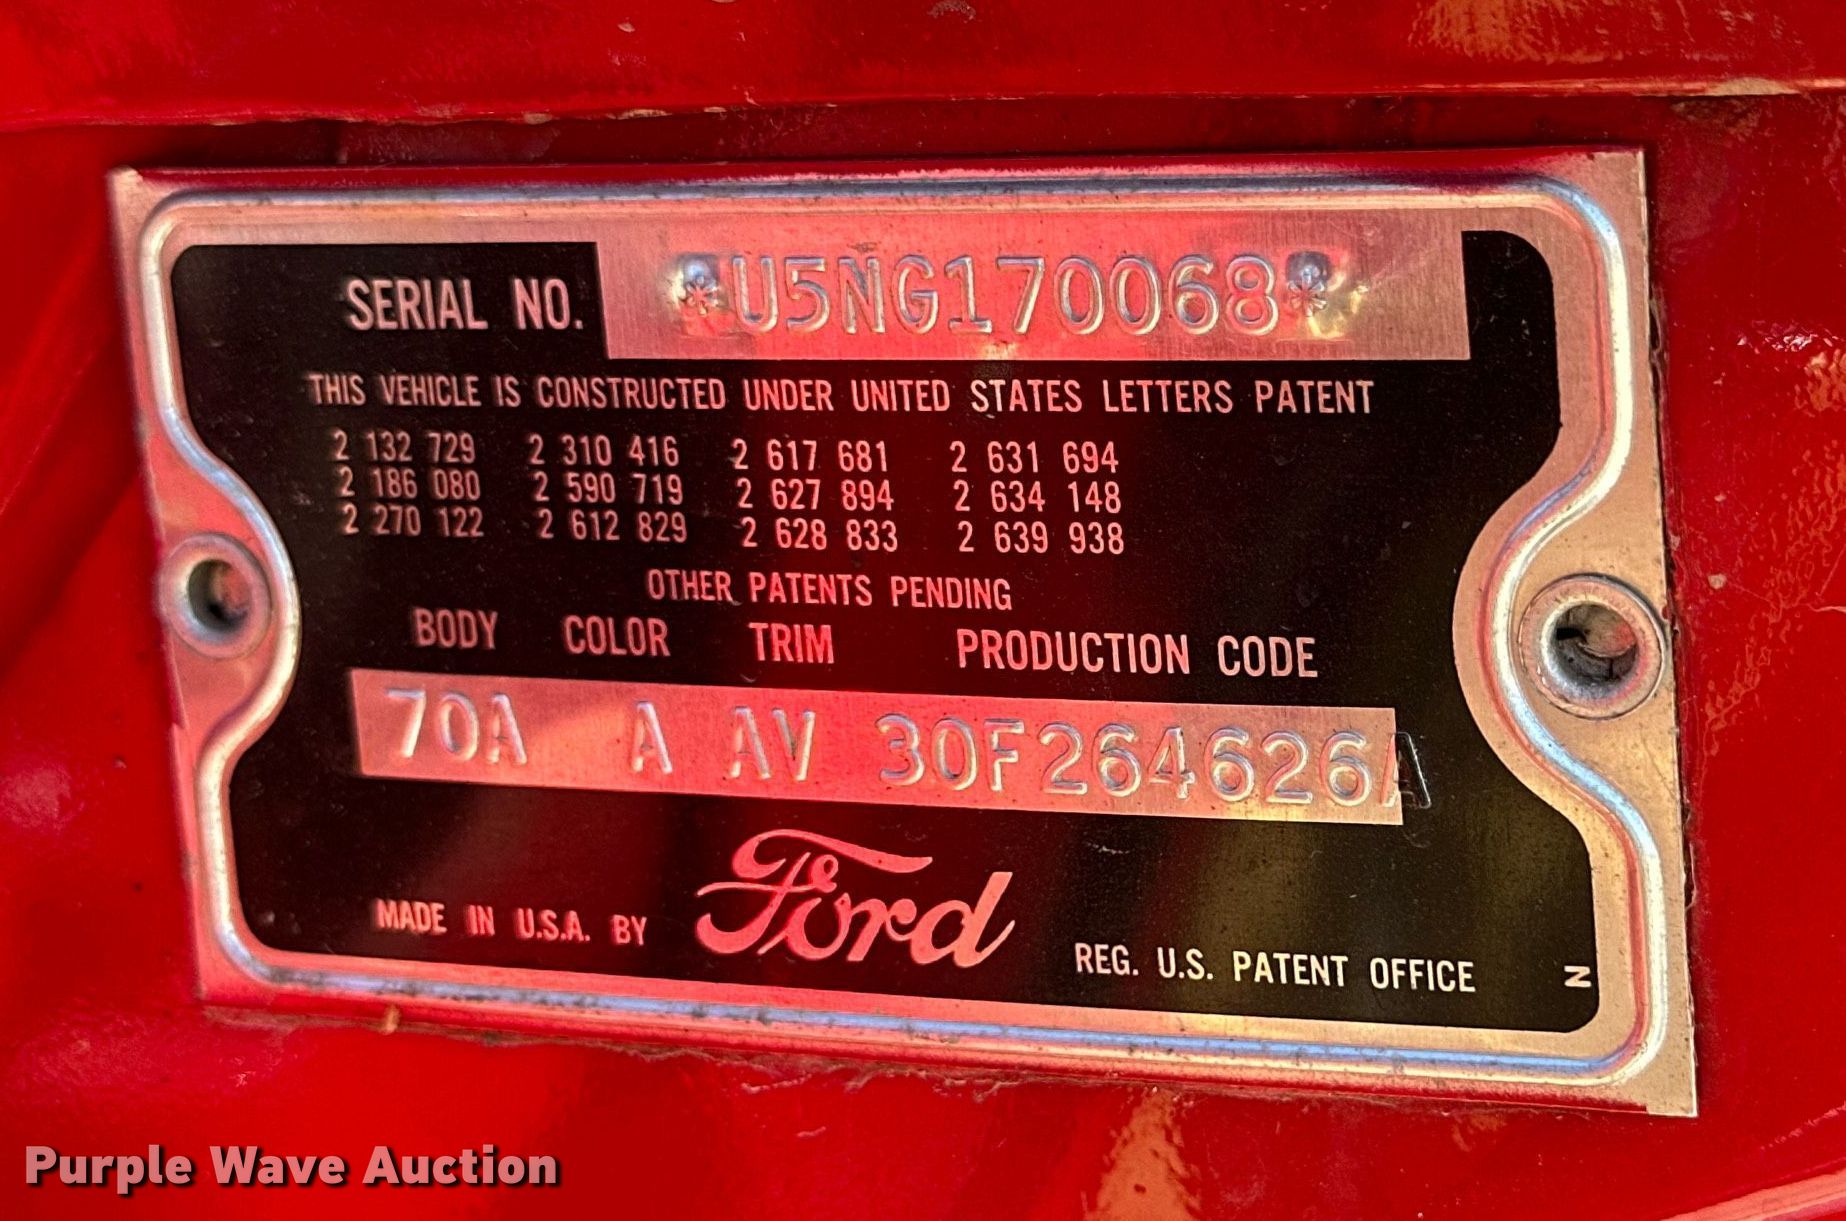 SERIAL NO. *U5NG170068*
THIS VEHICLE IS CONSTRUCTED UNDER UNITED STATES LETTERS PATENT
2 132 729 2 310 416 2 617 681 2 631 694
2 186 080 2 590 719 2 627 894 2 634 148
2 270 122 2 612 829 2 628 833 2 639 938
OTHER PATENTS PENDING
BODY COLOR TRIM PRODUCTION CODE
70A A AV 30F264626A
MADE IN U.S.A. BY Ford REG. U.S. PATENT OFFICE N
Purple Wave Auction